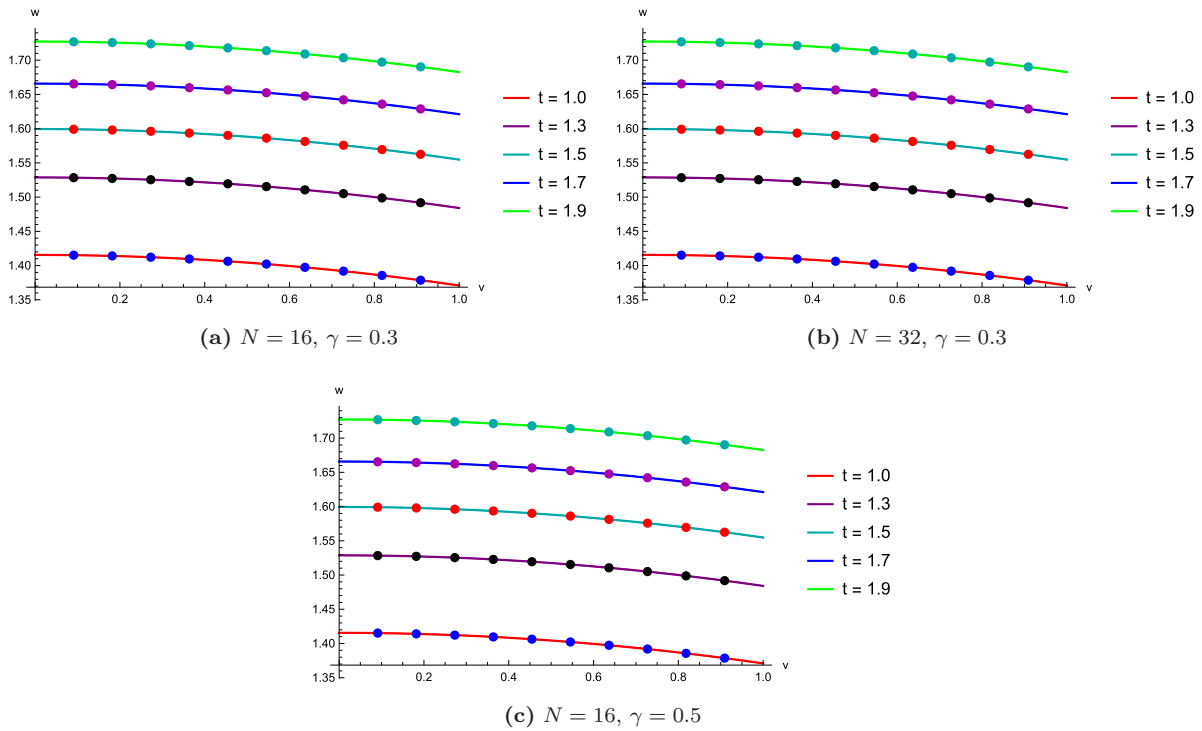 w
1.70
1.65
1.60
1.55
1.50
1.45
1.40
1.35
0.2 0.4 0.6 0.8 1.0
v
t = 1.0
t = 1.3
t = 1.5
t = 1.7
t = 1.9
(a) N = 16, γ = 0.3
w
1.70
1.65
1.60
1.55
1.50
1.45
1.40
1.35
0.2 0.4 0.6 0.8 1.0
v
t = 1.0
t = 1.3
t = 1.5
t = 1.7
t = 1.9
(b) N = 32, γ = 0.3
w
1.70
1.65
1.60
1.55
1.50
1.45
1.40
1.35
0.2 0.4 0.6 0.8 1.0
v
t = 1.0
t = 1.3
t = 1.5
t = 1.7
t = 1.9
(c) N = 16, γ = 0.5